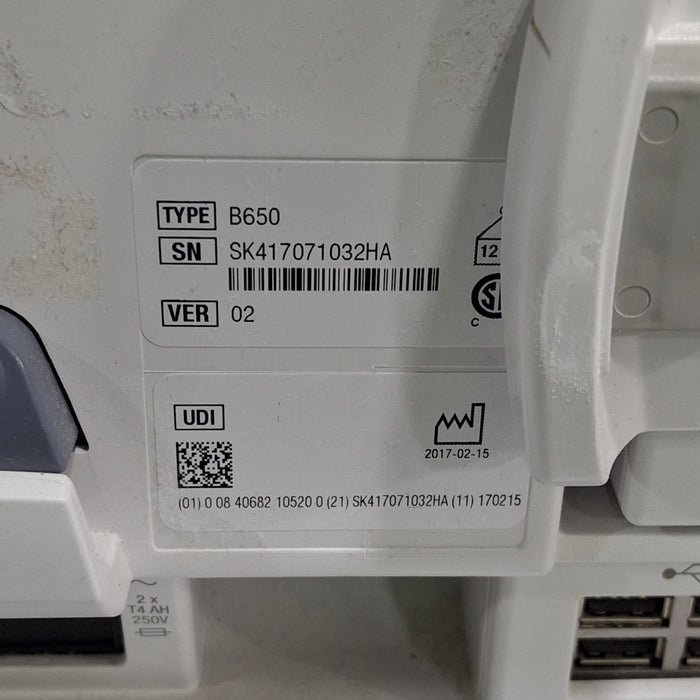 TYPE B650
SN SK417071032HA
12
VER 02
C
UDI
2017-02-15
(01) 0 08 40682 10520 0 (21) SK417071032HA (11) 170215
2 x
T4 AH
250V